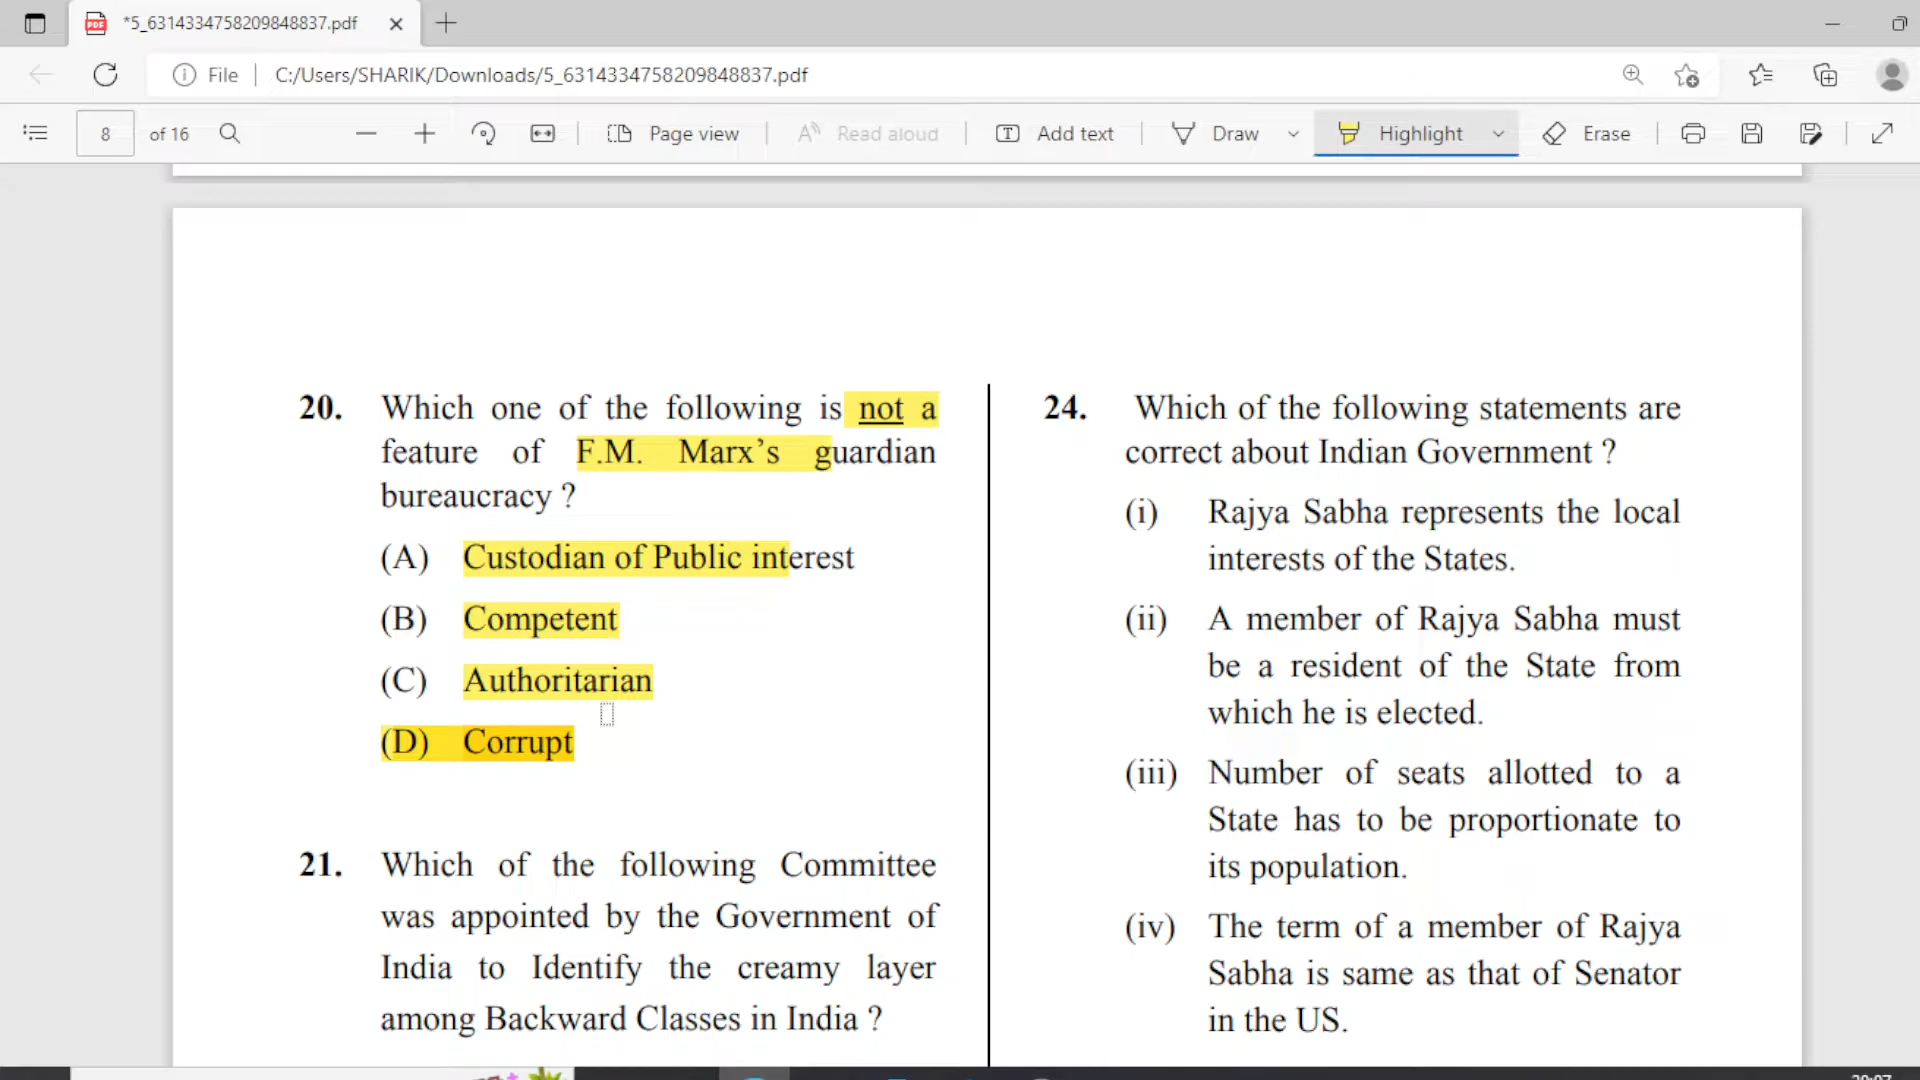 *5_6314334758209848837.pdf
File
C:/Users/SHARIK/Downloads/5_6314334758209848837.pdf
8 of 16
Page view
Read aloud
Add text
Draw
Highlight
Erase
20. Which one of the following is not a
feature of F.M. Marx's guardian
bureaucracy ?
(A) Custodian of Public interest
(B) Competent
(C) Authoritarian
(D) Corrupt
21. Which of the following Committee
was appointed by the Government of
India to Identify the creamy layer
among Backward Classes in India ?
24. Which of the following statements are
correct about Indian Government ?
(i) Rajya Sabha represents the local
interests of the States.
(ii) A member of Rajya Sabha must
be a resident of the State from
which he is elected.
(iii) Number of seats allotted to a
State has to be proportionate to
its population.
(iv) The term of a member of Rajya
Sabha is same as that of Senator
in the US.